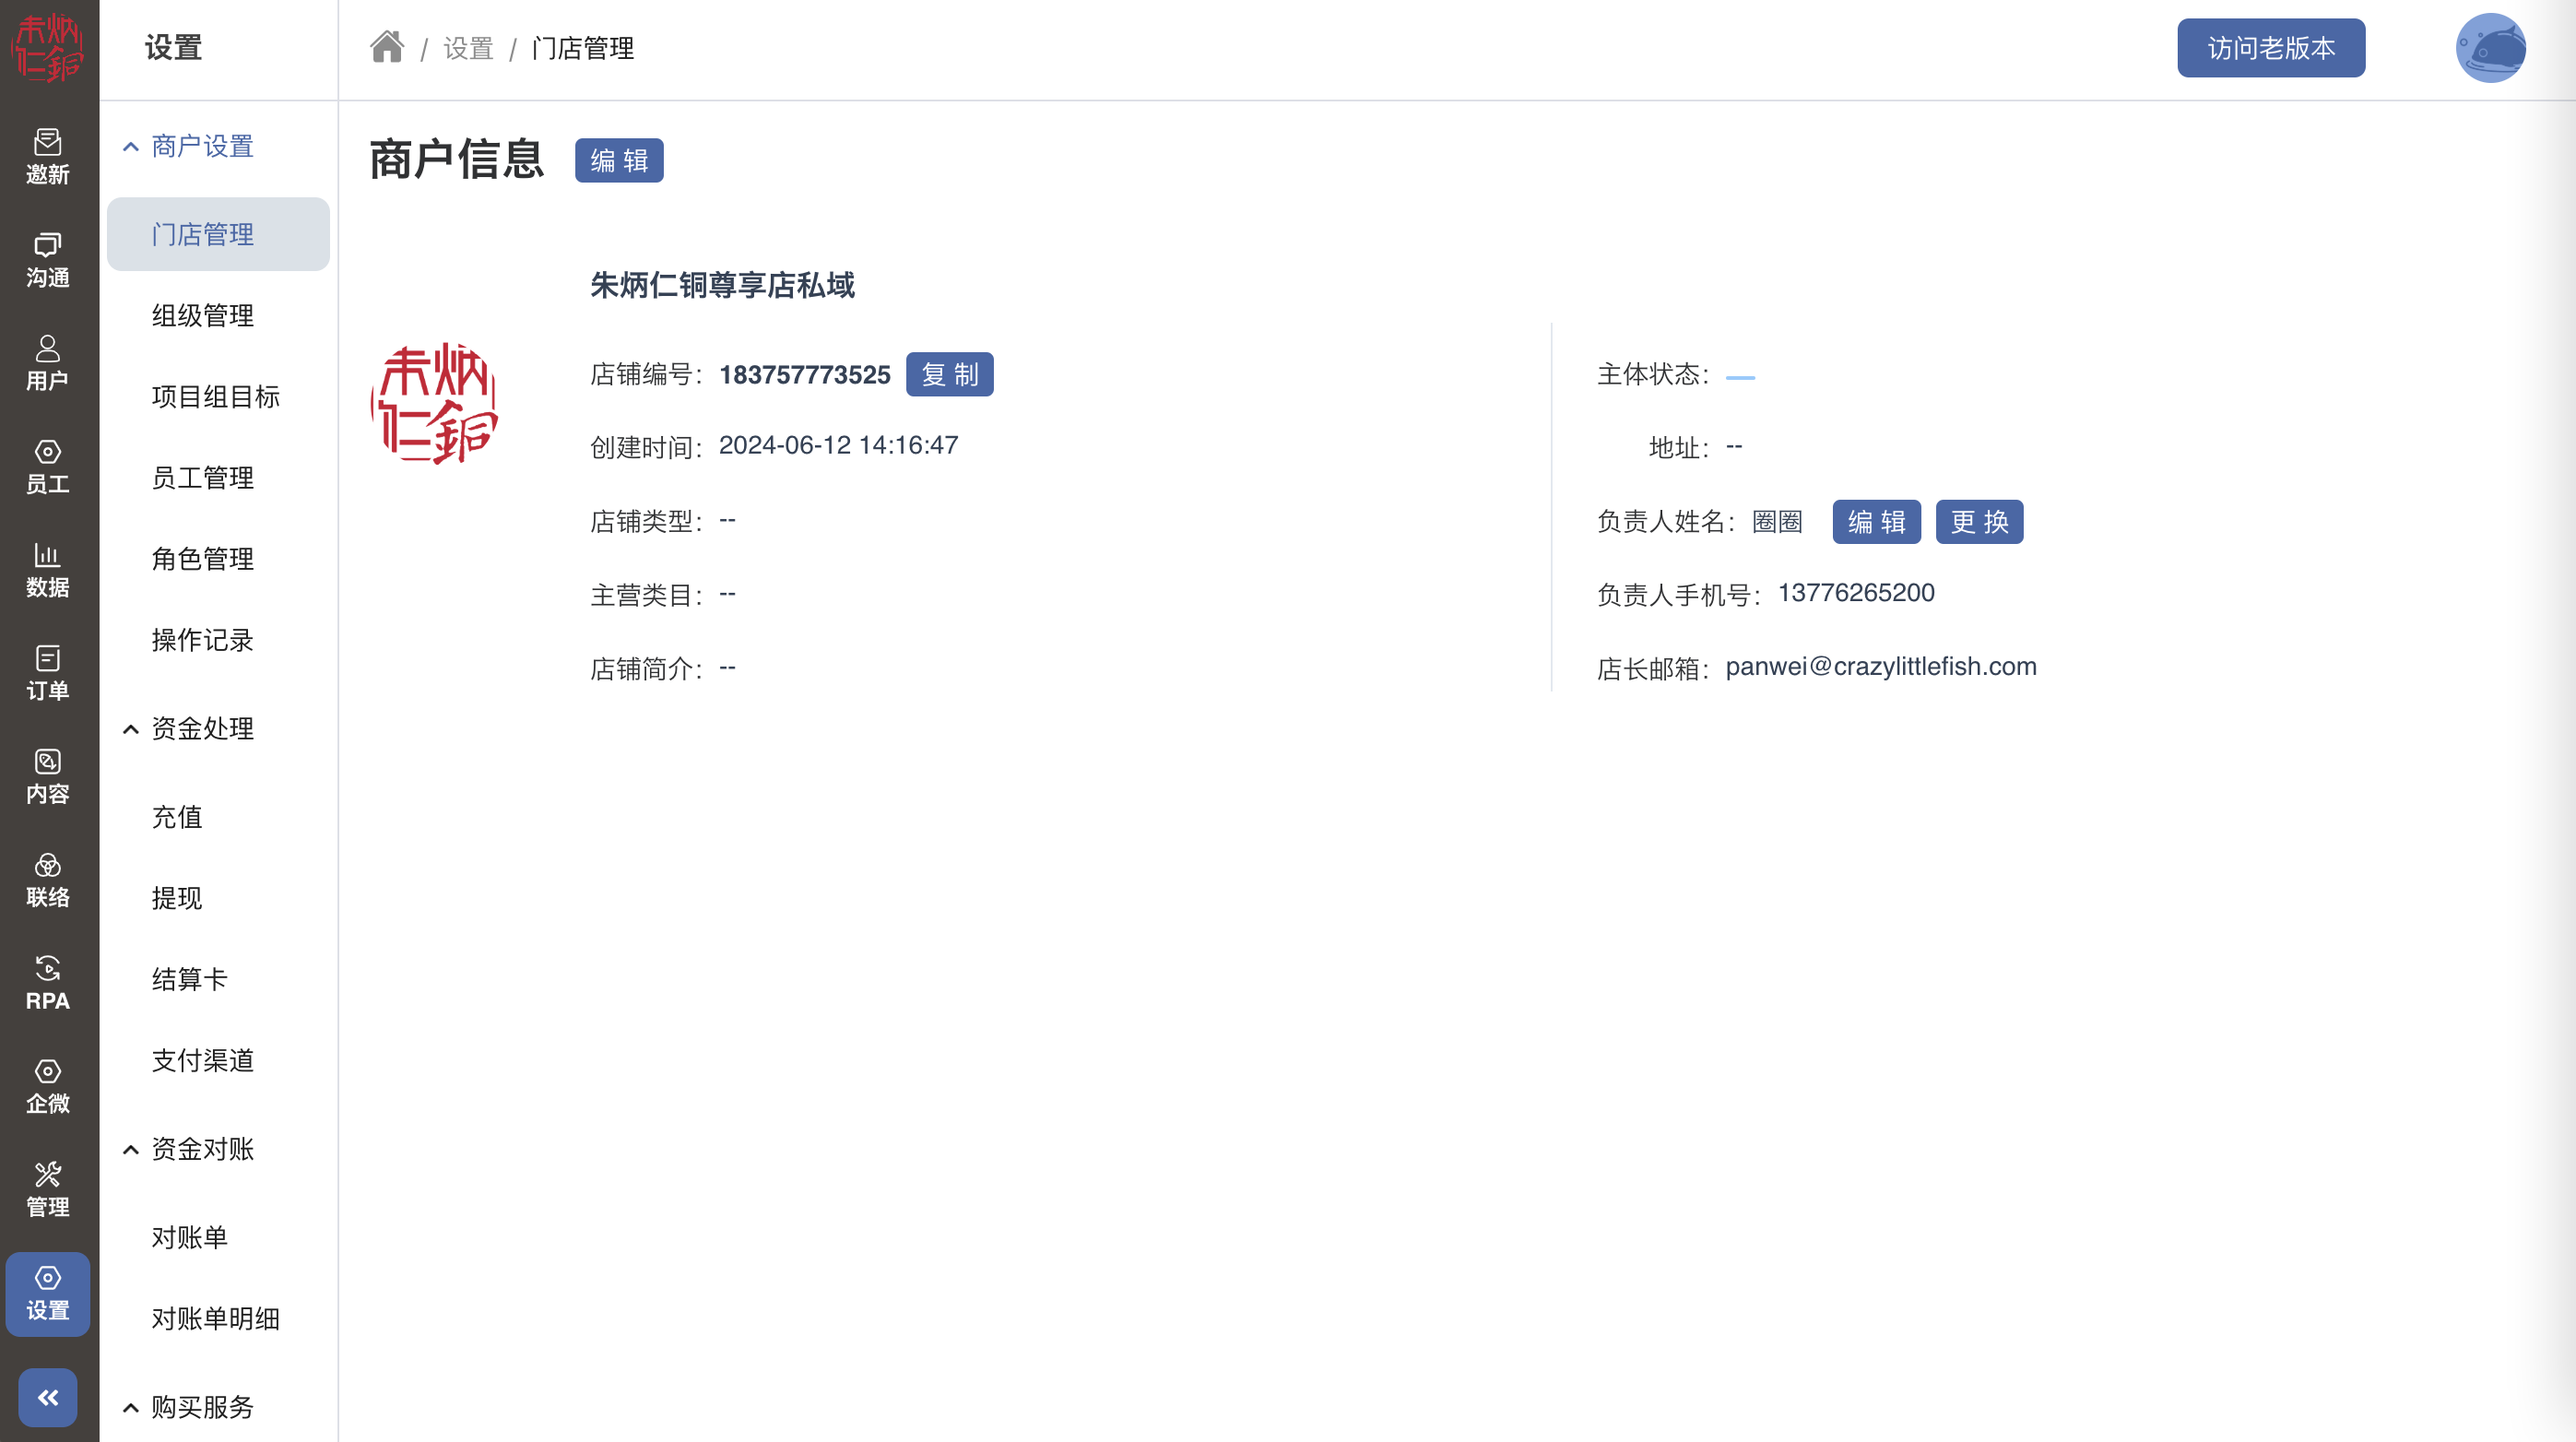 朱炳
仁銅
邀新
沟通
用户
员工
数据
订单
内容
联络
RPA
企微
管理
设置
设置
商户设置
门店管理
组级管理
项目组目标
员工管理
角色管理
操作记录
资金处理
充值
提现
结算卡
支付渠道
资金对账
对账单
对账单明细
购买服务
/ 设置 / 门店管理
访问老版本
商户信息 编 辑
朱炳
仁銅
朱炳仁铜尊享店私域
店铺编号： 183757773525 复 制
创建时间： 2024-06-12 14:16:47
店铺类型： --
主营类目： --
店铺简介： --
主体状态：
地址： --
负责人姓名： 圈圈 编 辑 更 换
负责人手机号： 13776265200
店长邮箱： panwei@crazylittlefish.com